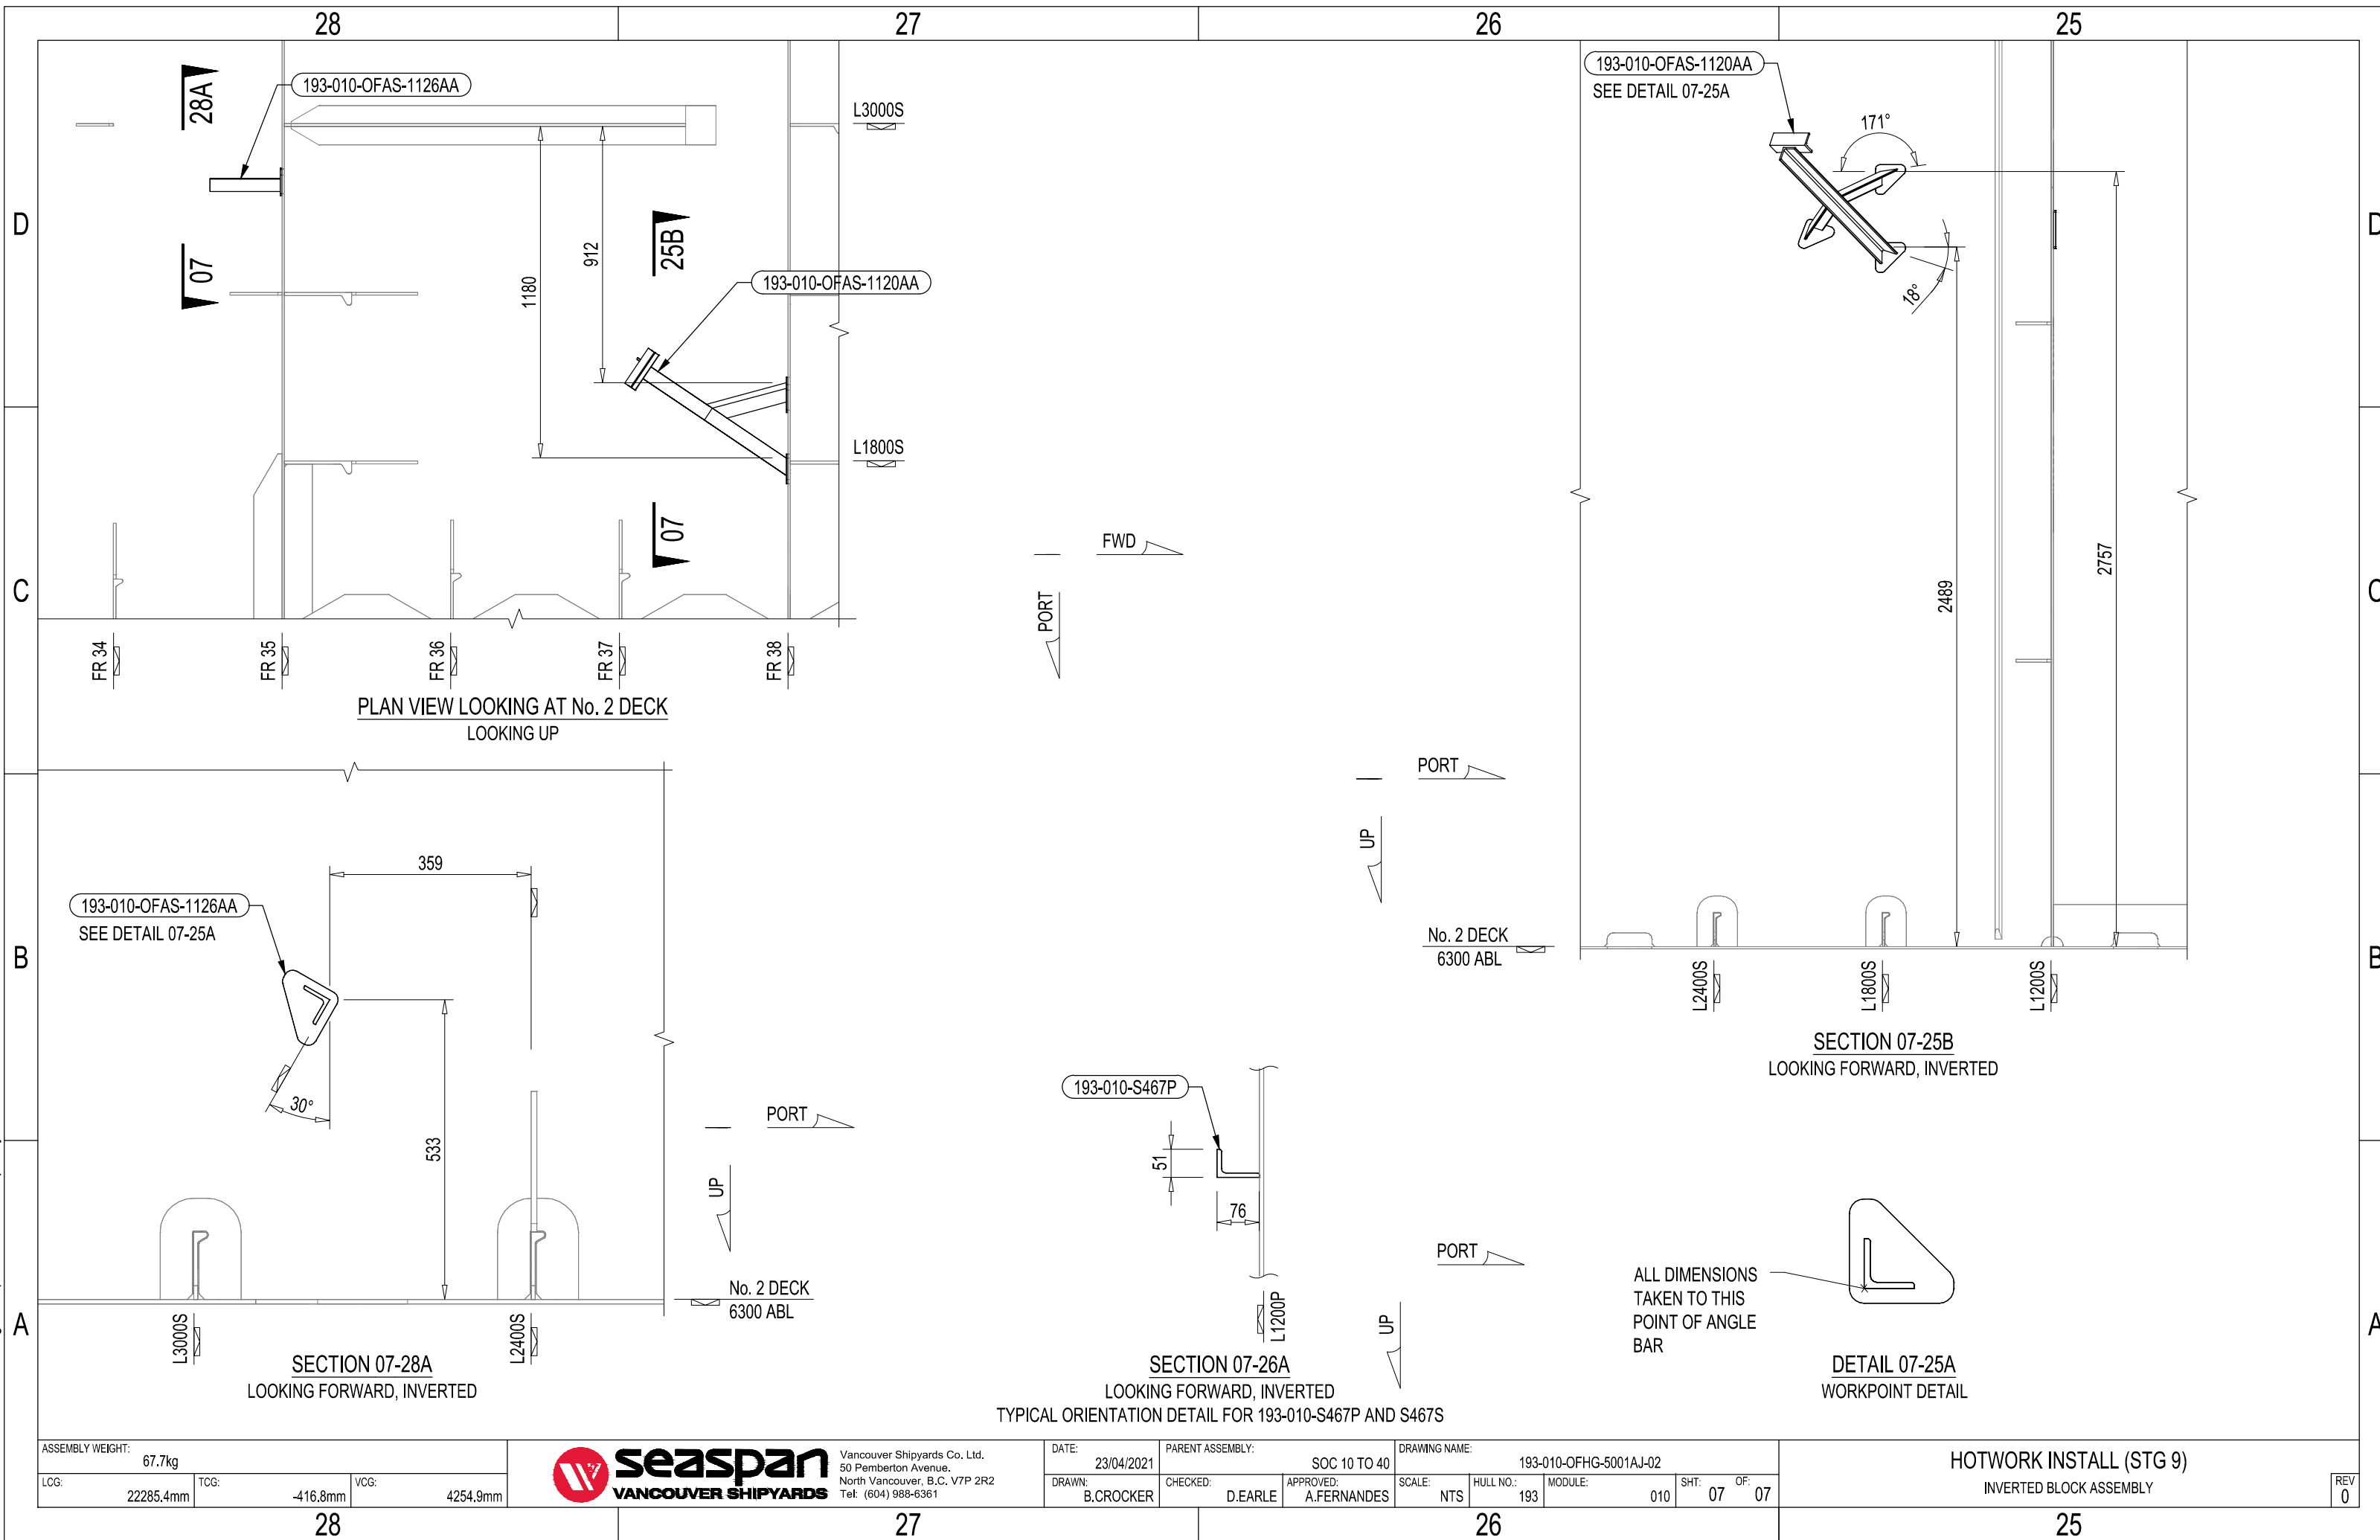 28
27
26
25
D
C
B
A
D
C
B
A
28A
07
193-010-OFAS-1126AA
L3000S
1180
912
25B
193-010-OFAS-1120AA
L1800S
07
FR 34
FR 35
FR 36
FR 37
FR 38
PLAN VIEW LOOKING AT No. 2 DECK
LOOKING UP
FWD
PORT
193-010-OFAS-1120AA
SEE DETAIL 07-25A
171°
18°
2489
2757
PORT
UP
No. 2 DECK
6300 ABL
L2400S
L1800S
L1200S
SECTION 07-25B
LOOKING FORWARD, INVERTED
359
193-010-OFAS-1126AA
SEE DETAIL 07-25A
30°
533
PORT
UP
No. 2 DECK
6300 ABL
L3000S
L2400S
SECTION 07-28A
LOOKING FORWARD, INVERTED
193-010-S467P
51
76
L1200P
PORT
UP
SECTION 07-26A
LOOKING FORWARD, INVERTED
TYPICAL ORIENTATION DETAIL FOR 193-010-S467P AND S467S
ALL DIMENSIONS
TAKEN TO THIS
POINT OF ANGLE
BAR
DETAIL 07-25A
WORKPOINT DETAIL
ASSEMBLY WEIGHT:
67.7kg
LCG:
22285.4mm
TCG:
-416.8mm
VCG:
4254.9mm
seaspan
VANCOUVER SHIPYARDS
Vancouver Shipyards Co. Ltd.
50 Pemberton Avenue.
North Vancouver, B.C. V7P 2R2
Tel: (604) 988-6361
DATE:
23/04/2021
PARENT ASSEMBLY:
SOC 10 TO 40
DRAWING NAME:
193-010-OFHG-5001AJ-02
DRAWN:
B.CROCKER
CHECKED:
D.EARLE
APPROVED:
A.FERNANDES
SCALE:
NTS
HULL NO.:
193
MODULE:
010
SHT:
07
OF:
07
HOTWORK INSTALL (STG 9)
INVERTED BLOCK ASSEMBLY
REV
0
28
27
26
25